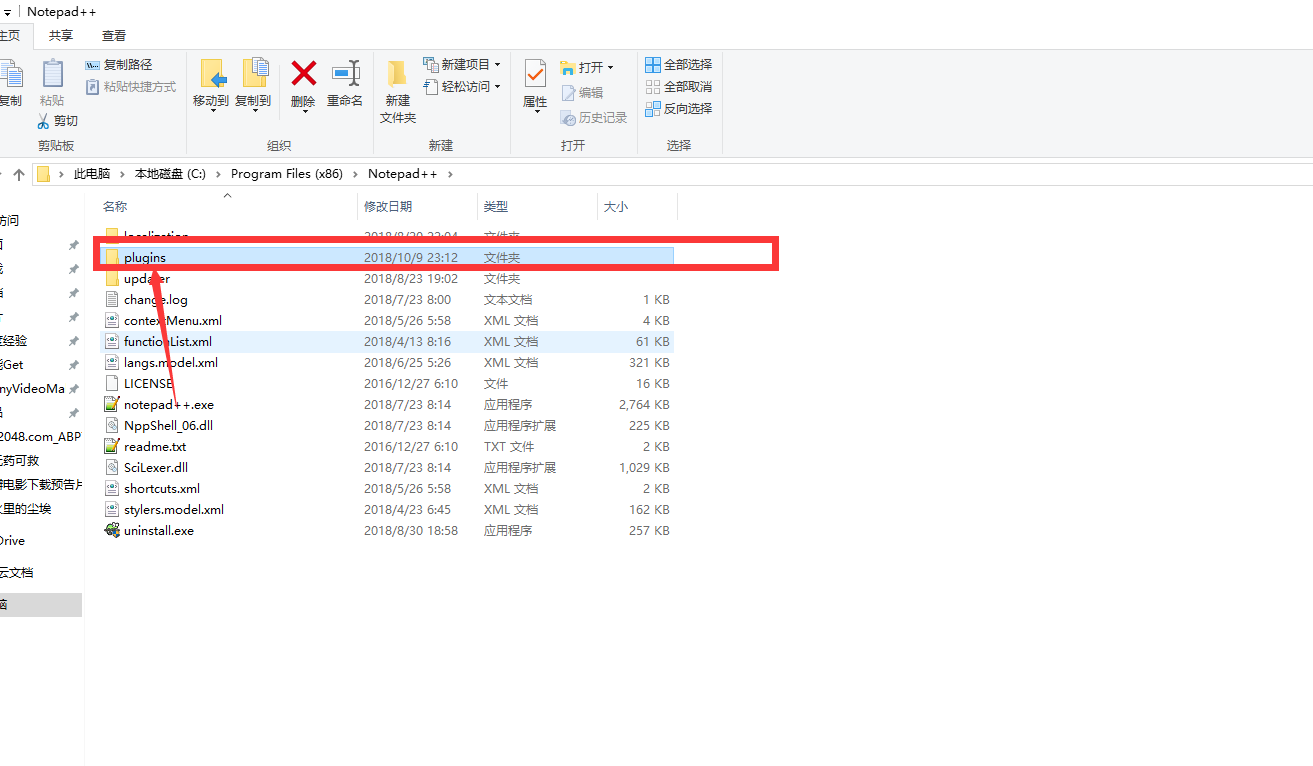 Notepad++
主页 共享 查看
复制 粘贴 复制路径 粘贴快捷方式 剪切
移动到 复制到 删除 重命名
新建文件夹 新建项目 轻松访问
属性 打开 编辑 历史记录
全部选择 全部取消 反向选择
剪贴板 组织 新建 打开 选择
此电脑 本地磁盘 (C:) Program Files (x86) Notepad++
名称 修改日期 类型 大小
localization 2018/8/30 22:04 文件夹
plugins 2018/10/9 23:12 文件夹
updater 2018/8/23 19:02 文件夹
change.log 2018/7/23 8:00 文本文档 1 KB
contextMenu.xml 2018/5/26 5:58 XML 文档 4 KB
functionList.xml 2018/4/13 8:16 XML 文档 61 KB
langs.model.xml 2018/6/25 5:26 XML 文档 321 KB
LICENSE 2016/12/27 6:10 文件 16 KB
notepad++.exe 2018/7/23 8:14 应用程序 2,764 KB
NppShell_06.dll 2018/7/23 8:14 应用程序扩展 225 KB
readme.txt 2016/12/27 6:10 TXT 文件 2 KB
SciLexer.dll 2018/7/23 8:14 应用程序扩展 1,029 KB
shortcuts.xml 2018/5/26 5:58 XML 文档 2 KB
stylers.model.xml 2018/4/23 6:45 XML 文档 162 KB
uninstall.exe 2018/8/30 18:58 应用程序 257 KB
访问
经验
Get
nyVideoMa
2048.com_ABP
无药可救
电影下载预告片
里的尘埃
Drive
云文档
脑